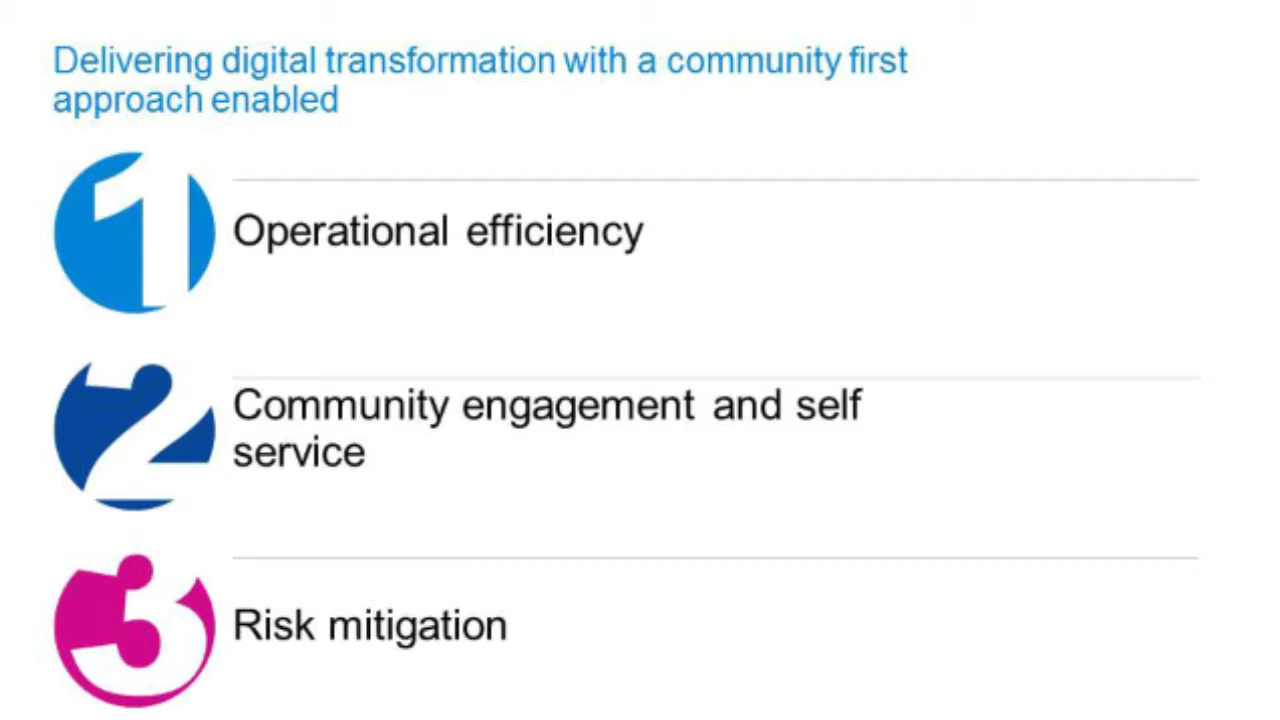 Delivering digital transformation with a community first
approach enabled
1
Operational efficiency
2
Community engagement and self
service
3
Risk mitigation